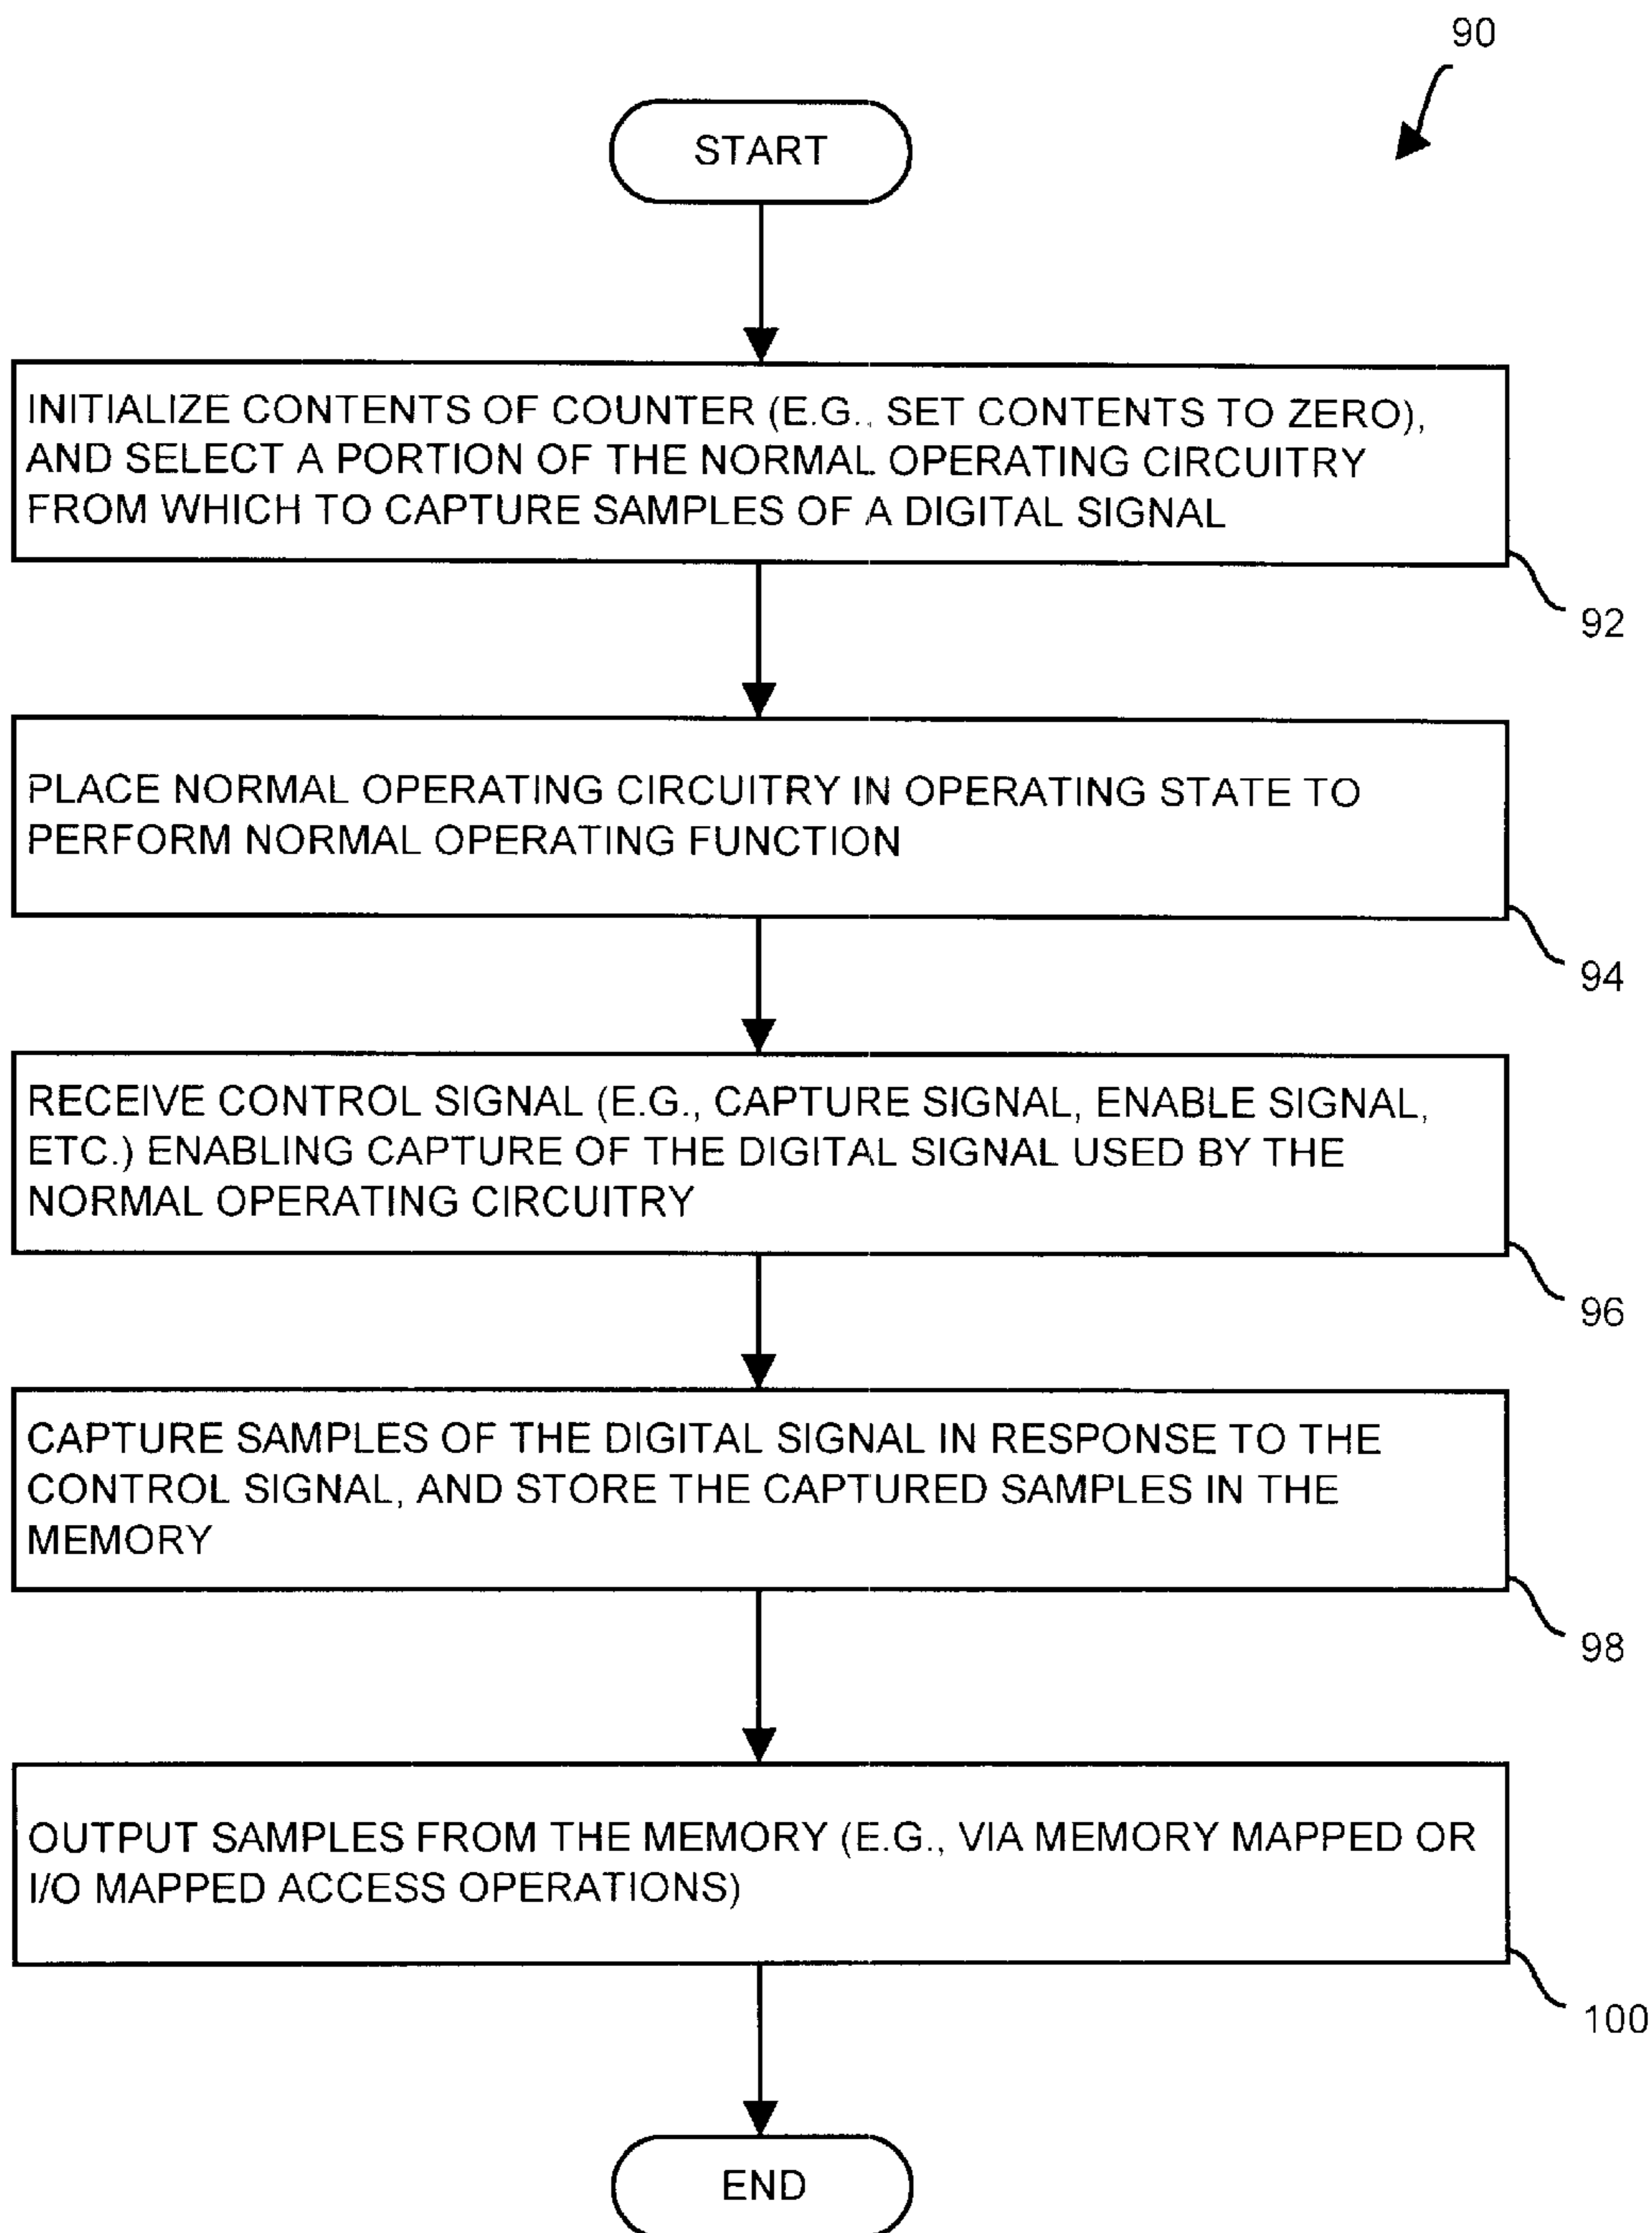 90
START
INITIALIZE CONTENTS OF COUNTER (E.G., SET CONTENTS TO ZERO),
AND SELECT A PORTION OF THE NORMAL OPERATING CIRCUITRY
FROM WHICH TO CAPTURE SAMPLES OF A DIGITAL SIGNAL
92
PLACE NORMAL OPERATING CIRCUITRY IN OPERATING STATE TO
PERFORM NORMAL OPERATING FUNCTION
94
RECEIVE CONTROL SIGNAL (E.G., CAPTURE SIGNAL, ENABLE SIGNAL,
ETC.) ENABLING CAPTURE OF THE DIGITAL SIGNAL USED BY THE
NORMAL OPERATING CIRCUITRY
96
CAPTURE SAMPLES OF THE DIGITAL SIGNAL IN RESPONSE TO THE
CONTROL SIGNAL, AND STORE THE CAPTURED SAMPLES IN THE
MEMORY
98
OUTPUT SAMPLES FROM THE MEMORY (E.G., VIA MEMORY MAPPED OR
I/O MAPPED ACCESS OPERATIONS)
100
END